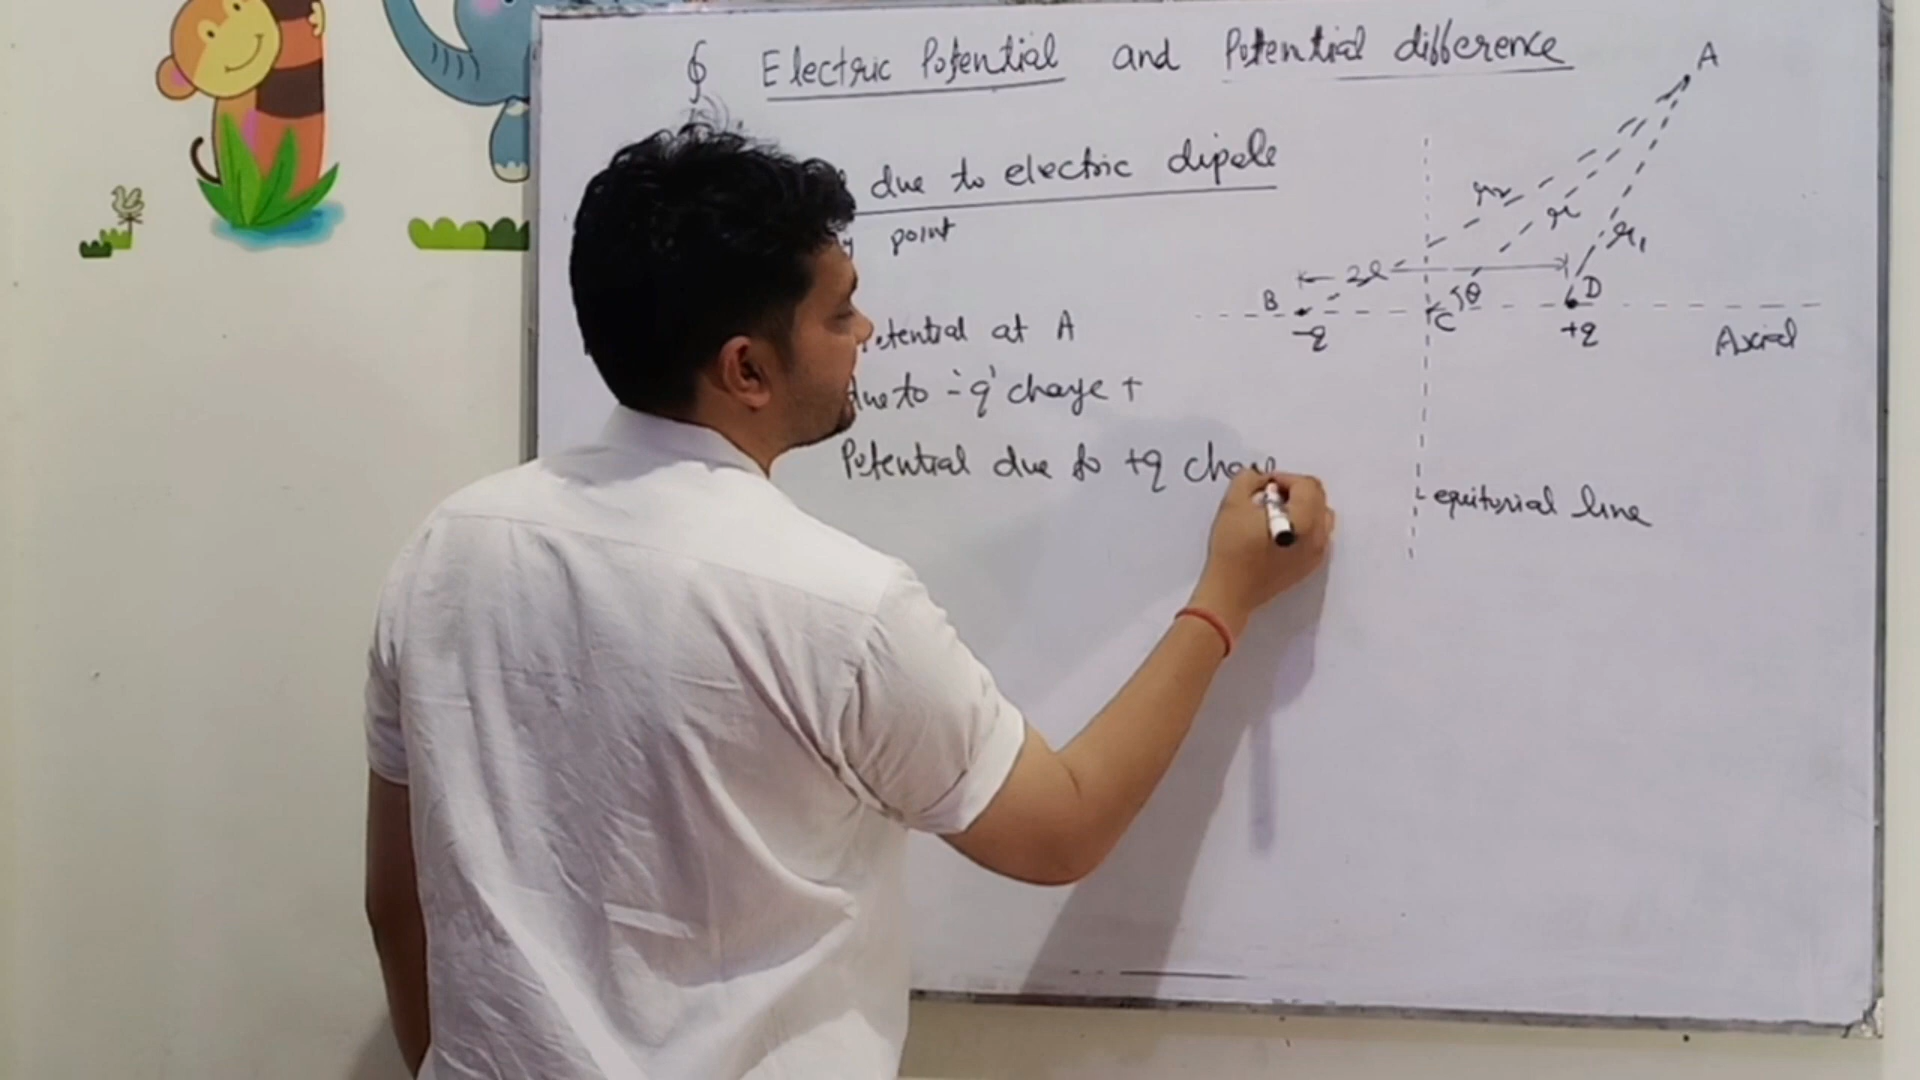 § Electric Potential and Potential difference
due to electric dipole
point
Potential at A
due to -'q' charge +
Potential due to +q charge
A
r2
r
r1
2l
B
θ
D
-q
C
+q
Axial
equitorial line